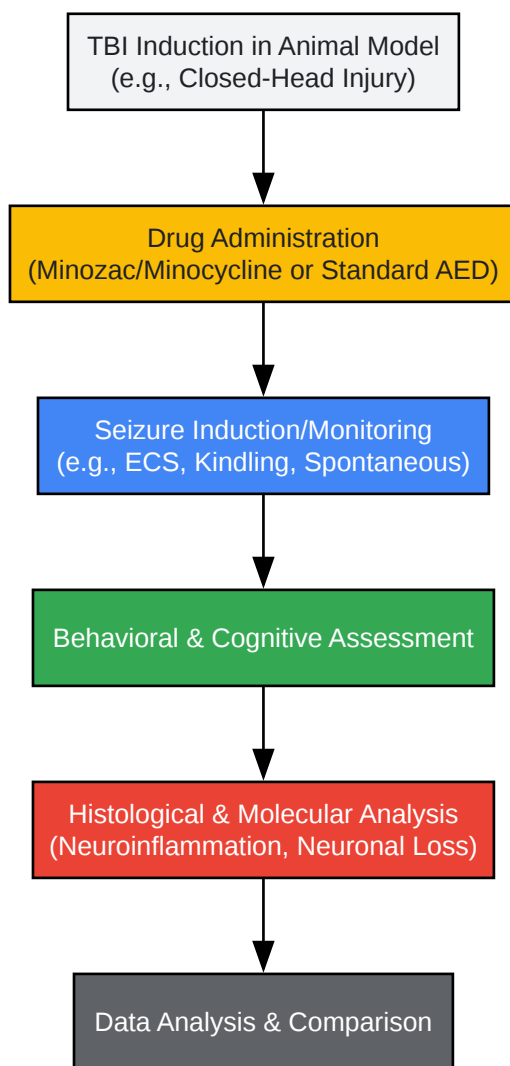 TBI Induction in Animal Model
(e.g., Closed-Head Injury)
Drug Administration
(Minozac/Minocycline or Standard AED)
Seizure Induction/Monitoring
(e.g., ECS, Kindling, Spontaneous)
Behavioral & Cognitive Assessment
Histological & Molecular Analysis
(Neuroinflammation, Neuronal Loss)
Data Analysis & Comparison